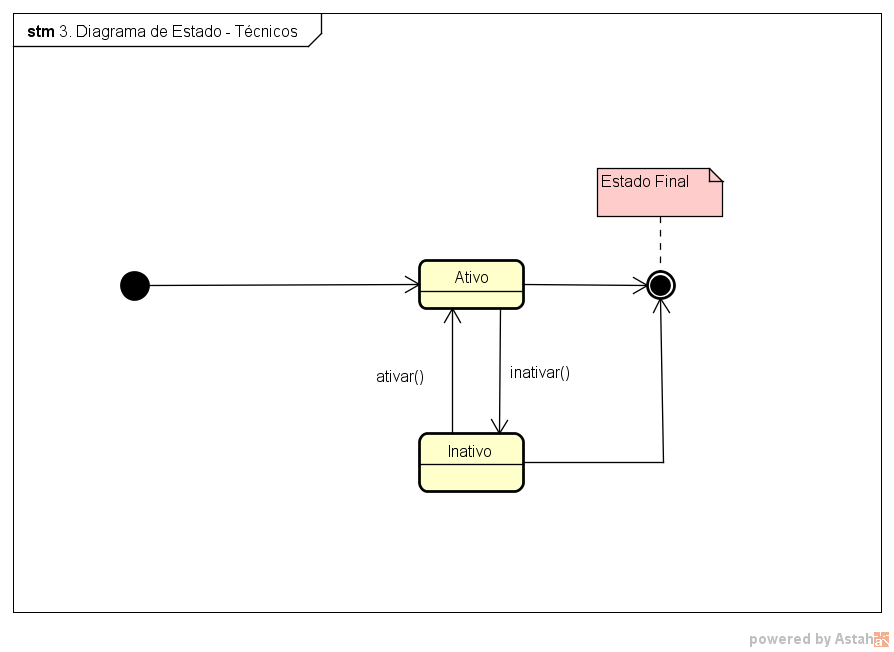 stm 3. Diagrama de Estado - Técnicos
Estado Final
Ativo
ativar()
inativar()
Inativo
powered by Astah